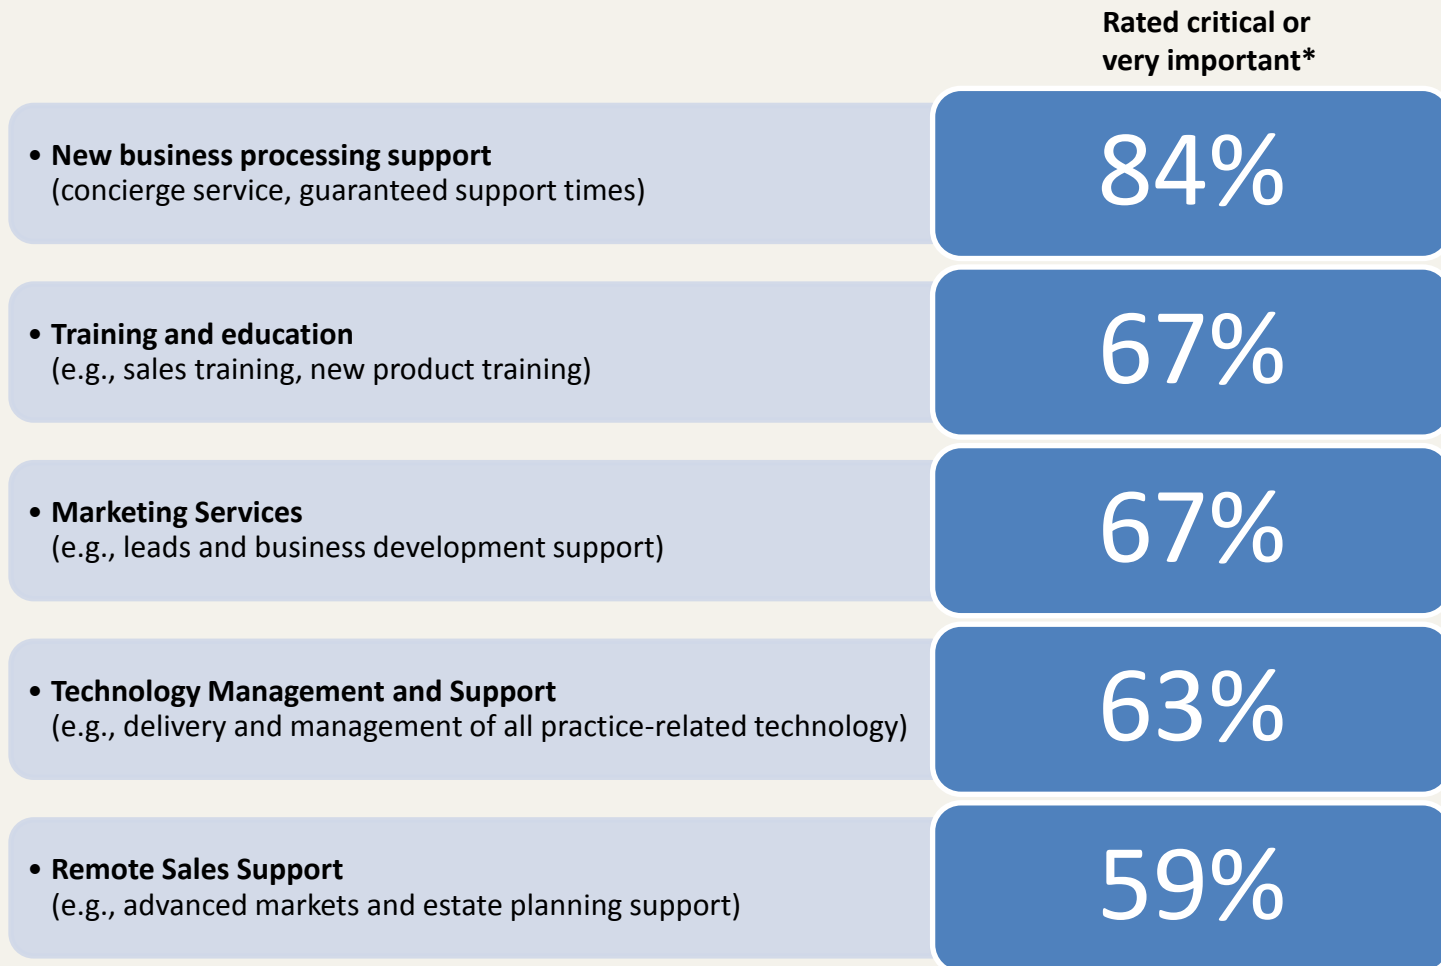 Rated critical or
very important*
• New business processing support
(concierge service, guaranteed support times)
84%
• Training and education
(e.g., sales training, new product training)
67%
• Marketing Services
(e.g., leads and business development support)
67%
• Technology Management and Support
(e.g., delivery and management of all practice-related technology)
63%
• Remote Sales Support
(e.g., advanced markets and estate planning support)
59%